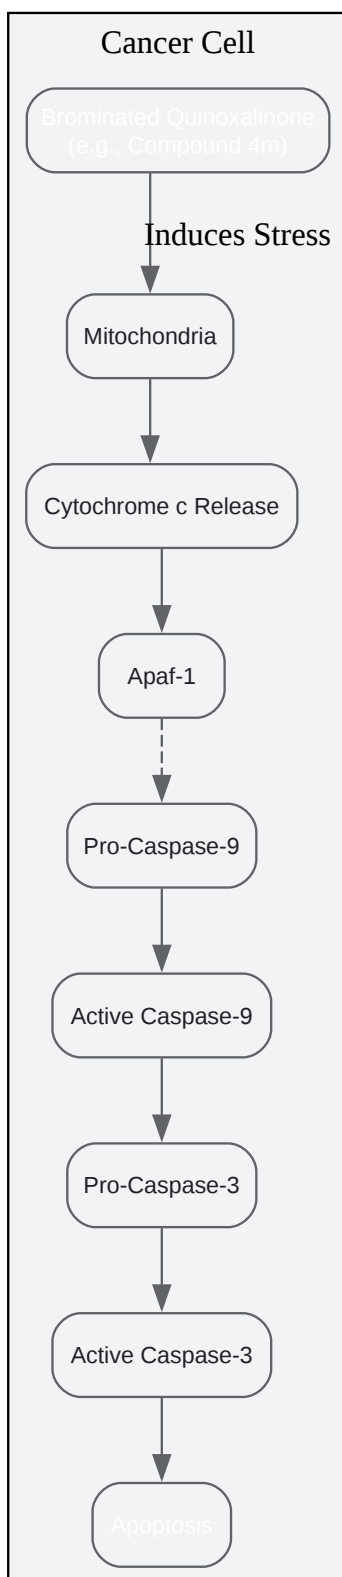 Cancer Cell
Brominated Quinoxalinone
(e.g., Compound 4m)
Induces Stress
Mitochondria
Cytochrome c Release
Apaf-1
Pro-Caspase-9
Active Caspase-9
Pro-Caspase-3
Active Caspase-3
Apoptosis